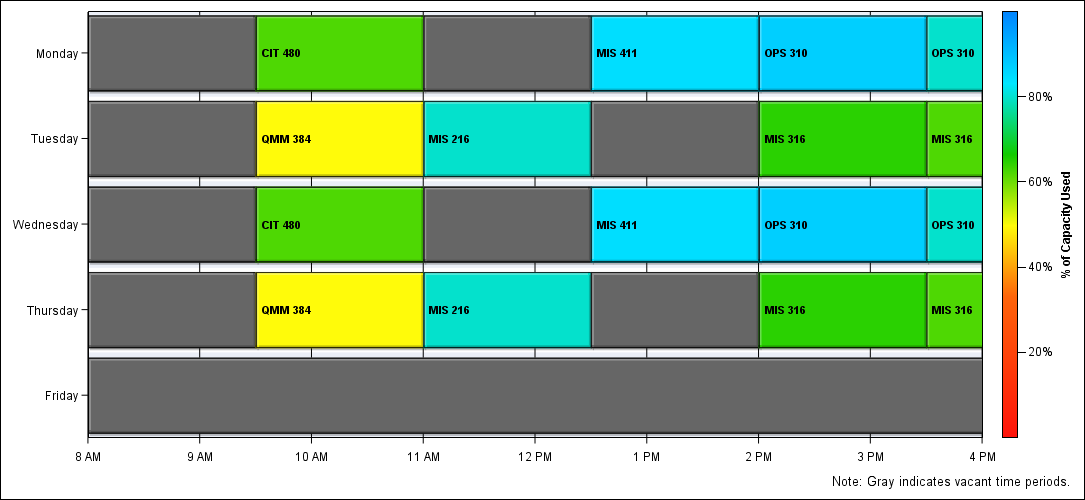 Monday
CIT 480
MIS 411
OPS 310
OPS 310
Tuesday
QMM 384
MIS 216
MIS 316
MIS 316
Wednesday
CIT 480
MIS 411
OPS 310
OPS 310
Thursday
QMM 384
MIS 216
MIS 316
MIS 316
Friday
8 AM
9 AM
10 AM
11 AM
12 PM
1 PM
2 PM
3 PM
4 PM
80%
60%
40%
20%
% of Capacity Used
Note: Gray indicates vacant time periods.